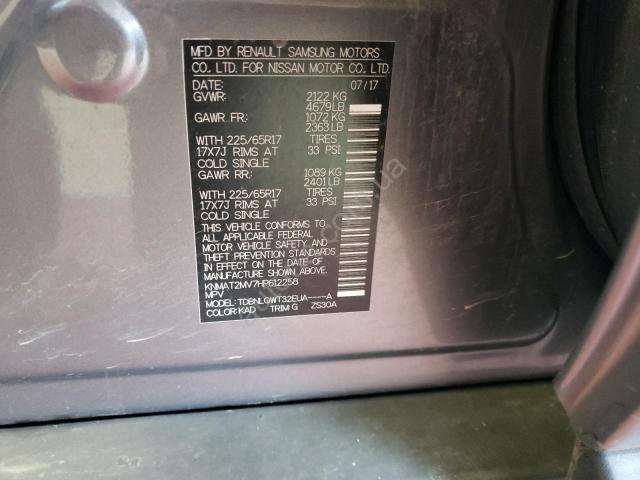 MFD BY RENAULT SAMSUNG MOTORS
CO., LTD. FOR NISSAN MOTOR CO., LTD.
DATE: 07/17
GVWR: 2122 KG
4679 LB
GAWR FR: 1072 KG
2363 LB
WITH 225/65R17 TIRES
17X7J RIMS AT 33 PSI
COLD SINGLE
GAWR RR: 1089 KG
2401 LB
WITH 225/65R17 TIRES
17X7J RIMS AT 33 PSI
COLD SINGLE
THIS VEHICLE CONFORMS TO
ALL APPLICABLE FEDERAL
MOTOR VEHICLE SAFETY, AND
THEFT PREVENTION STANDARDS
IN EFFECT ON THE DATE OF
MANUFACTURE SHOWN ABOVE.
KNMAT2MV7HP612258
MPV
MODEL: TDBNLGWT32EUA----A
COLOR: KAD TRIM G ZS30A